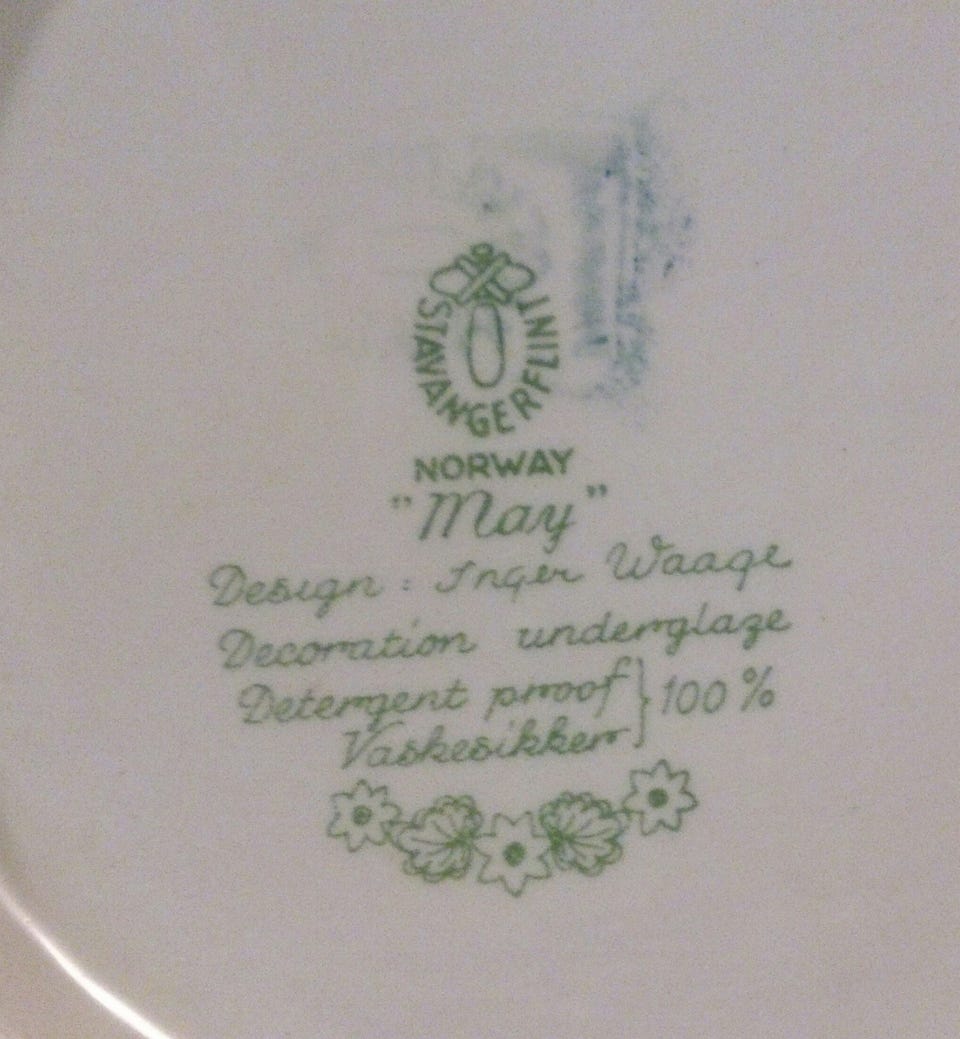 STAVANGERFLINT
NORWAY
"May"
Design : Inger Waage
Decoration underglaze
Detergent proof } 100 %
Vaskesikker